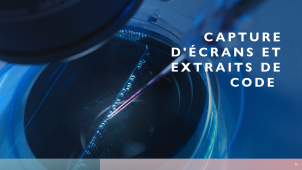 CAPTURE
D'ÉCRANS ET
EXTRAITS DE
CODE